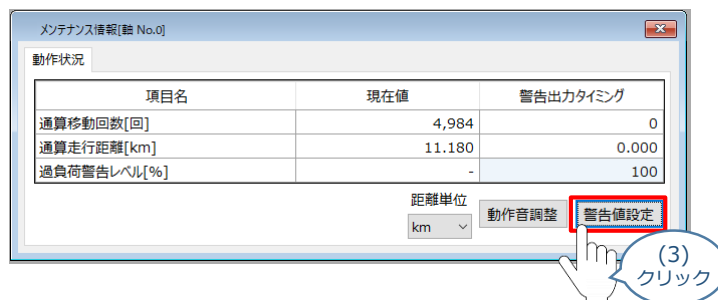 メンテナンス情報[軸 No.0]
動作状況
項目名 現在値 警告出力タイミング
通算移動回数[回] 4,984 0
通算走行距離[km] 11.180 0.000
過負荷警告レベル[%] - 100
距離単位
km 動作音調整 警告値設定
(3)
クリック